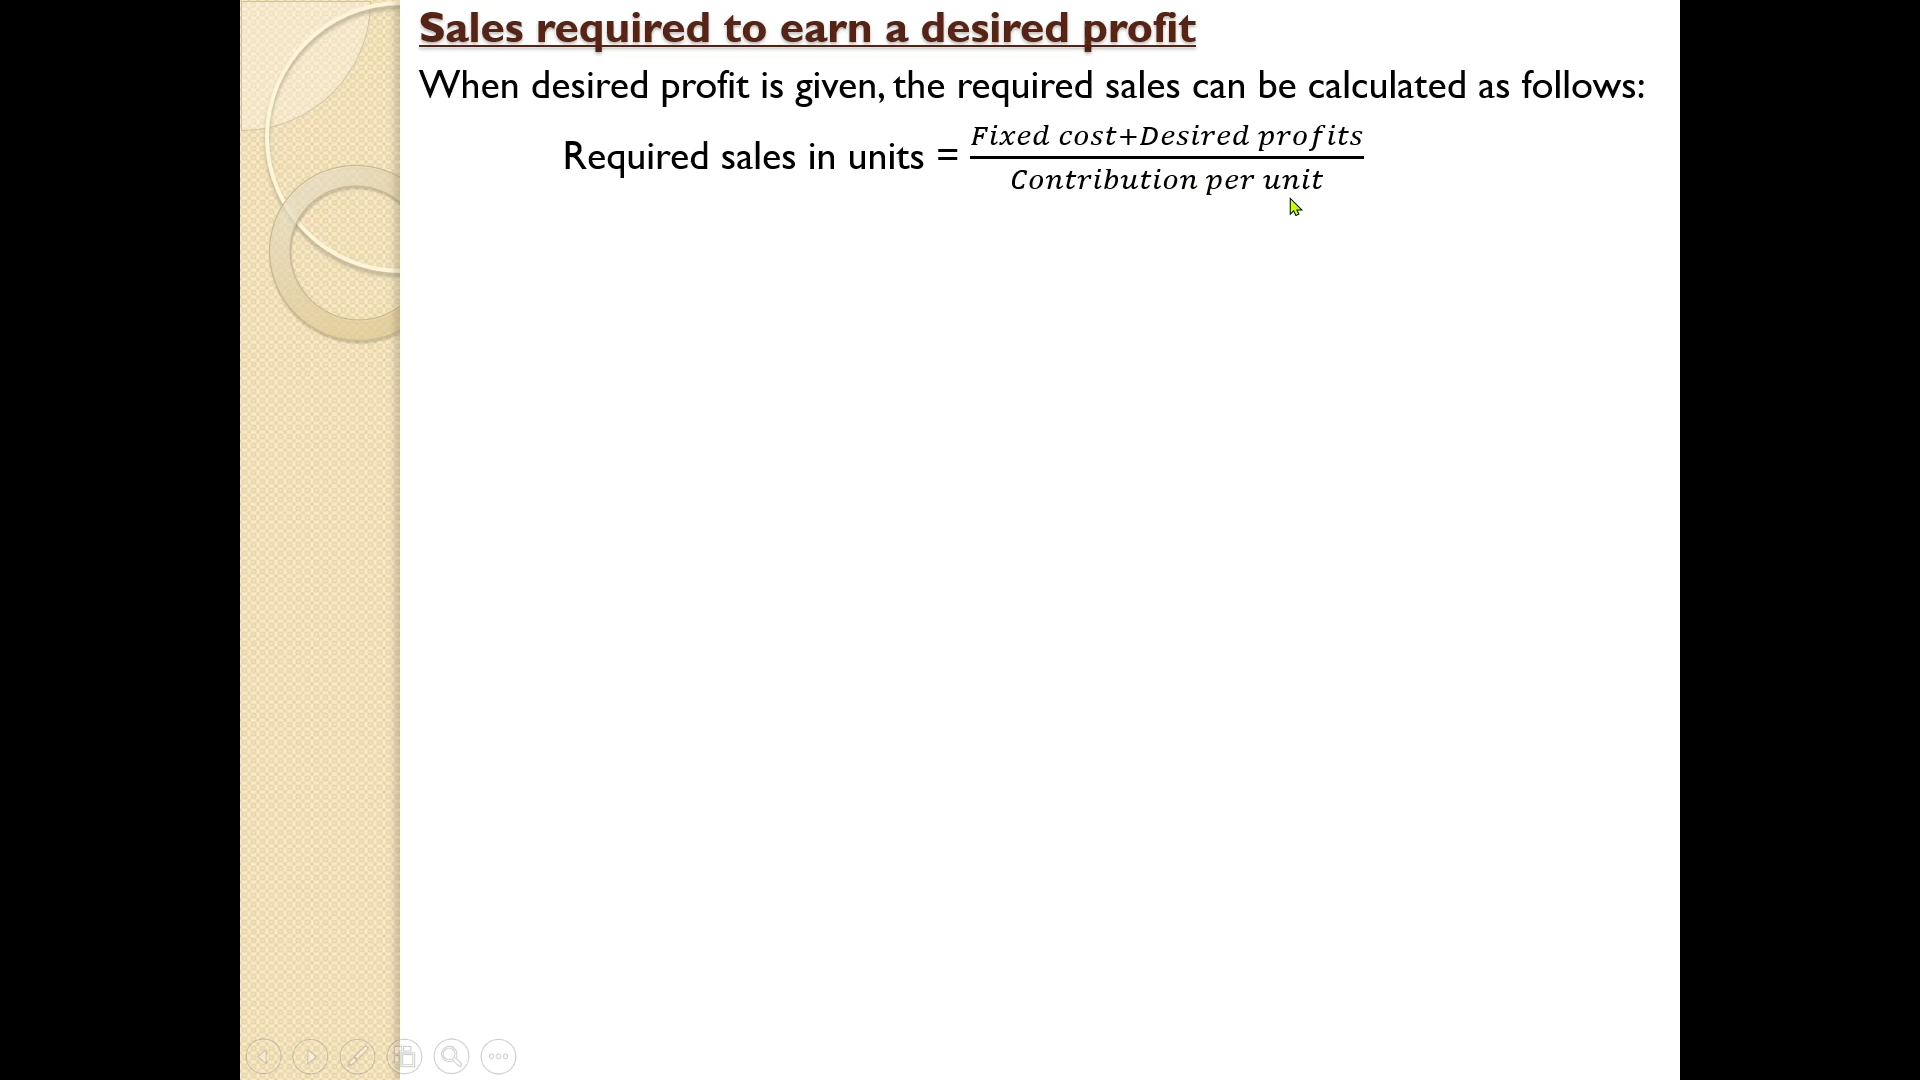 Sales required to earn a desired profit
When desired profit is given, the required sales can be calculated as follows:
Required sales in units = Fixed cost+Desired profits / Contribution per unit